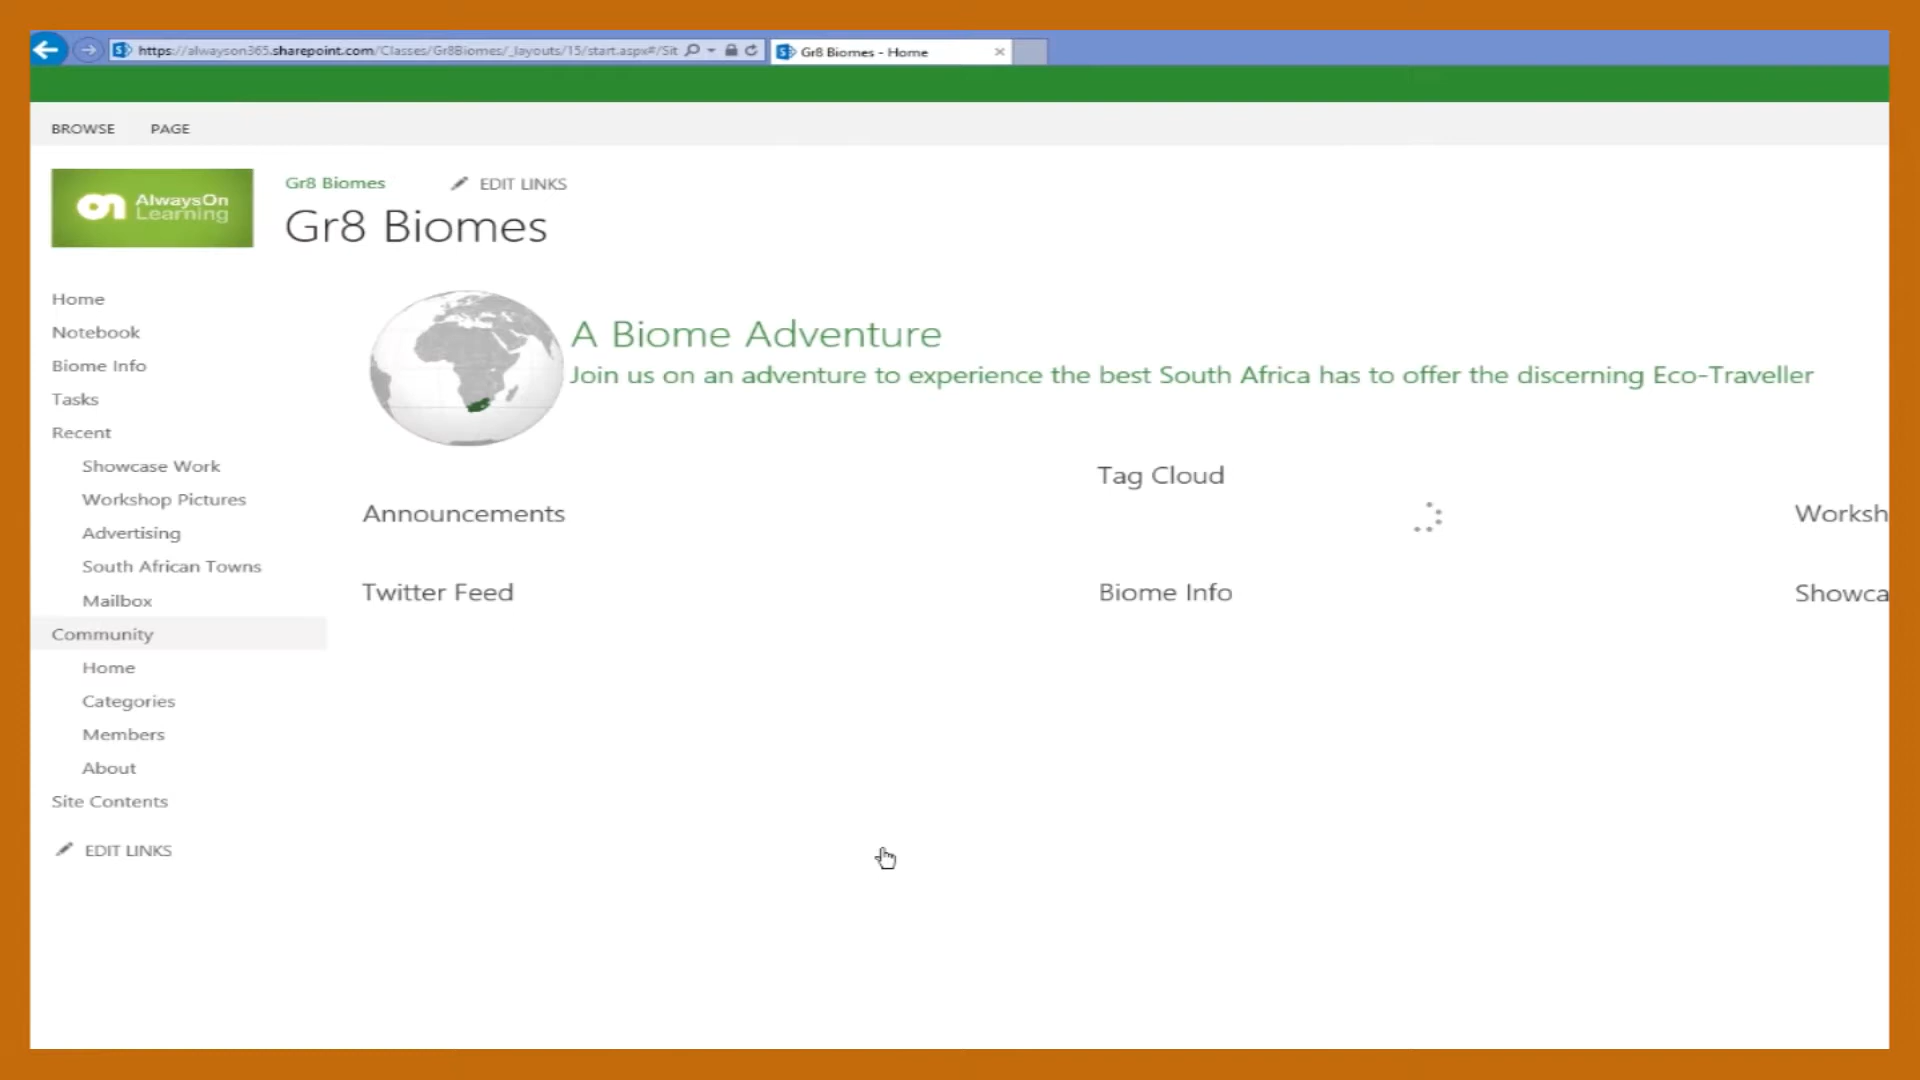 https://alwayson365.sharepoint.com/Classes/Gr8Biomes/_layouts/15/start.aspx#/Sit
Gr8 Biomes - Home
BROWSE PAGE
AlwaysOn
Learning
Gr8 Biomes EDIT LINKS
Gr8 Biomes
Home
Notebook
Biome Info
Tasks
Recent
Showcase Work
Workshop Pictures
Advertising
South African Towns
Mailbox
Community
Home
Categories
Members
About
Site Contents
EDIT LINKS
A Biome Adventure
Join us on an adventure to experience the best South Africa has to offer the discerning Eco-Traveller
Tag Cloud
Announcements
Worksh
Twitter Feed
Biome Info
Showca